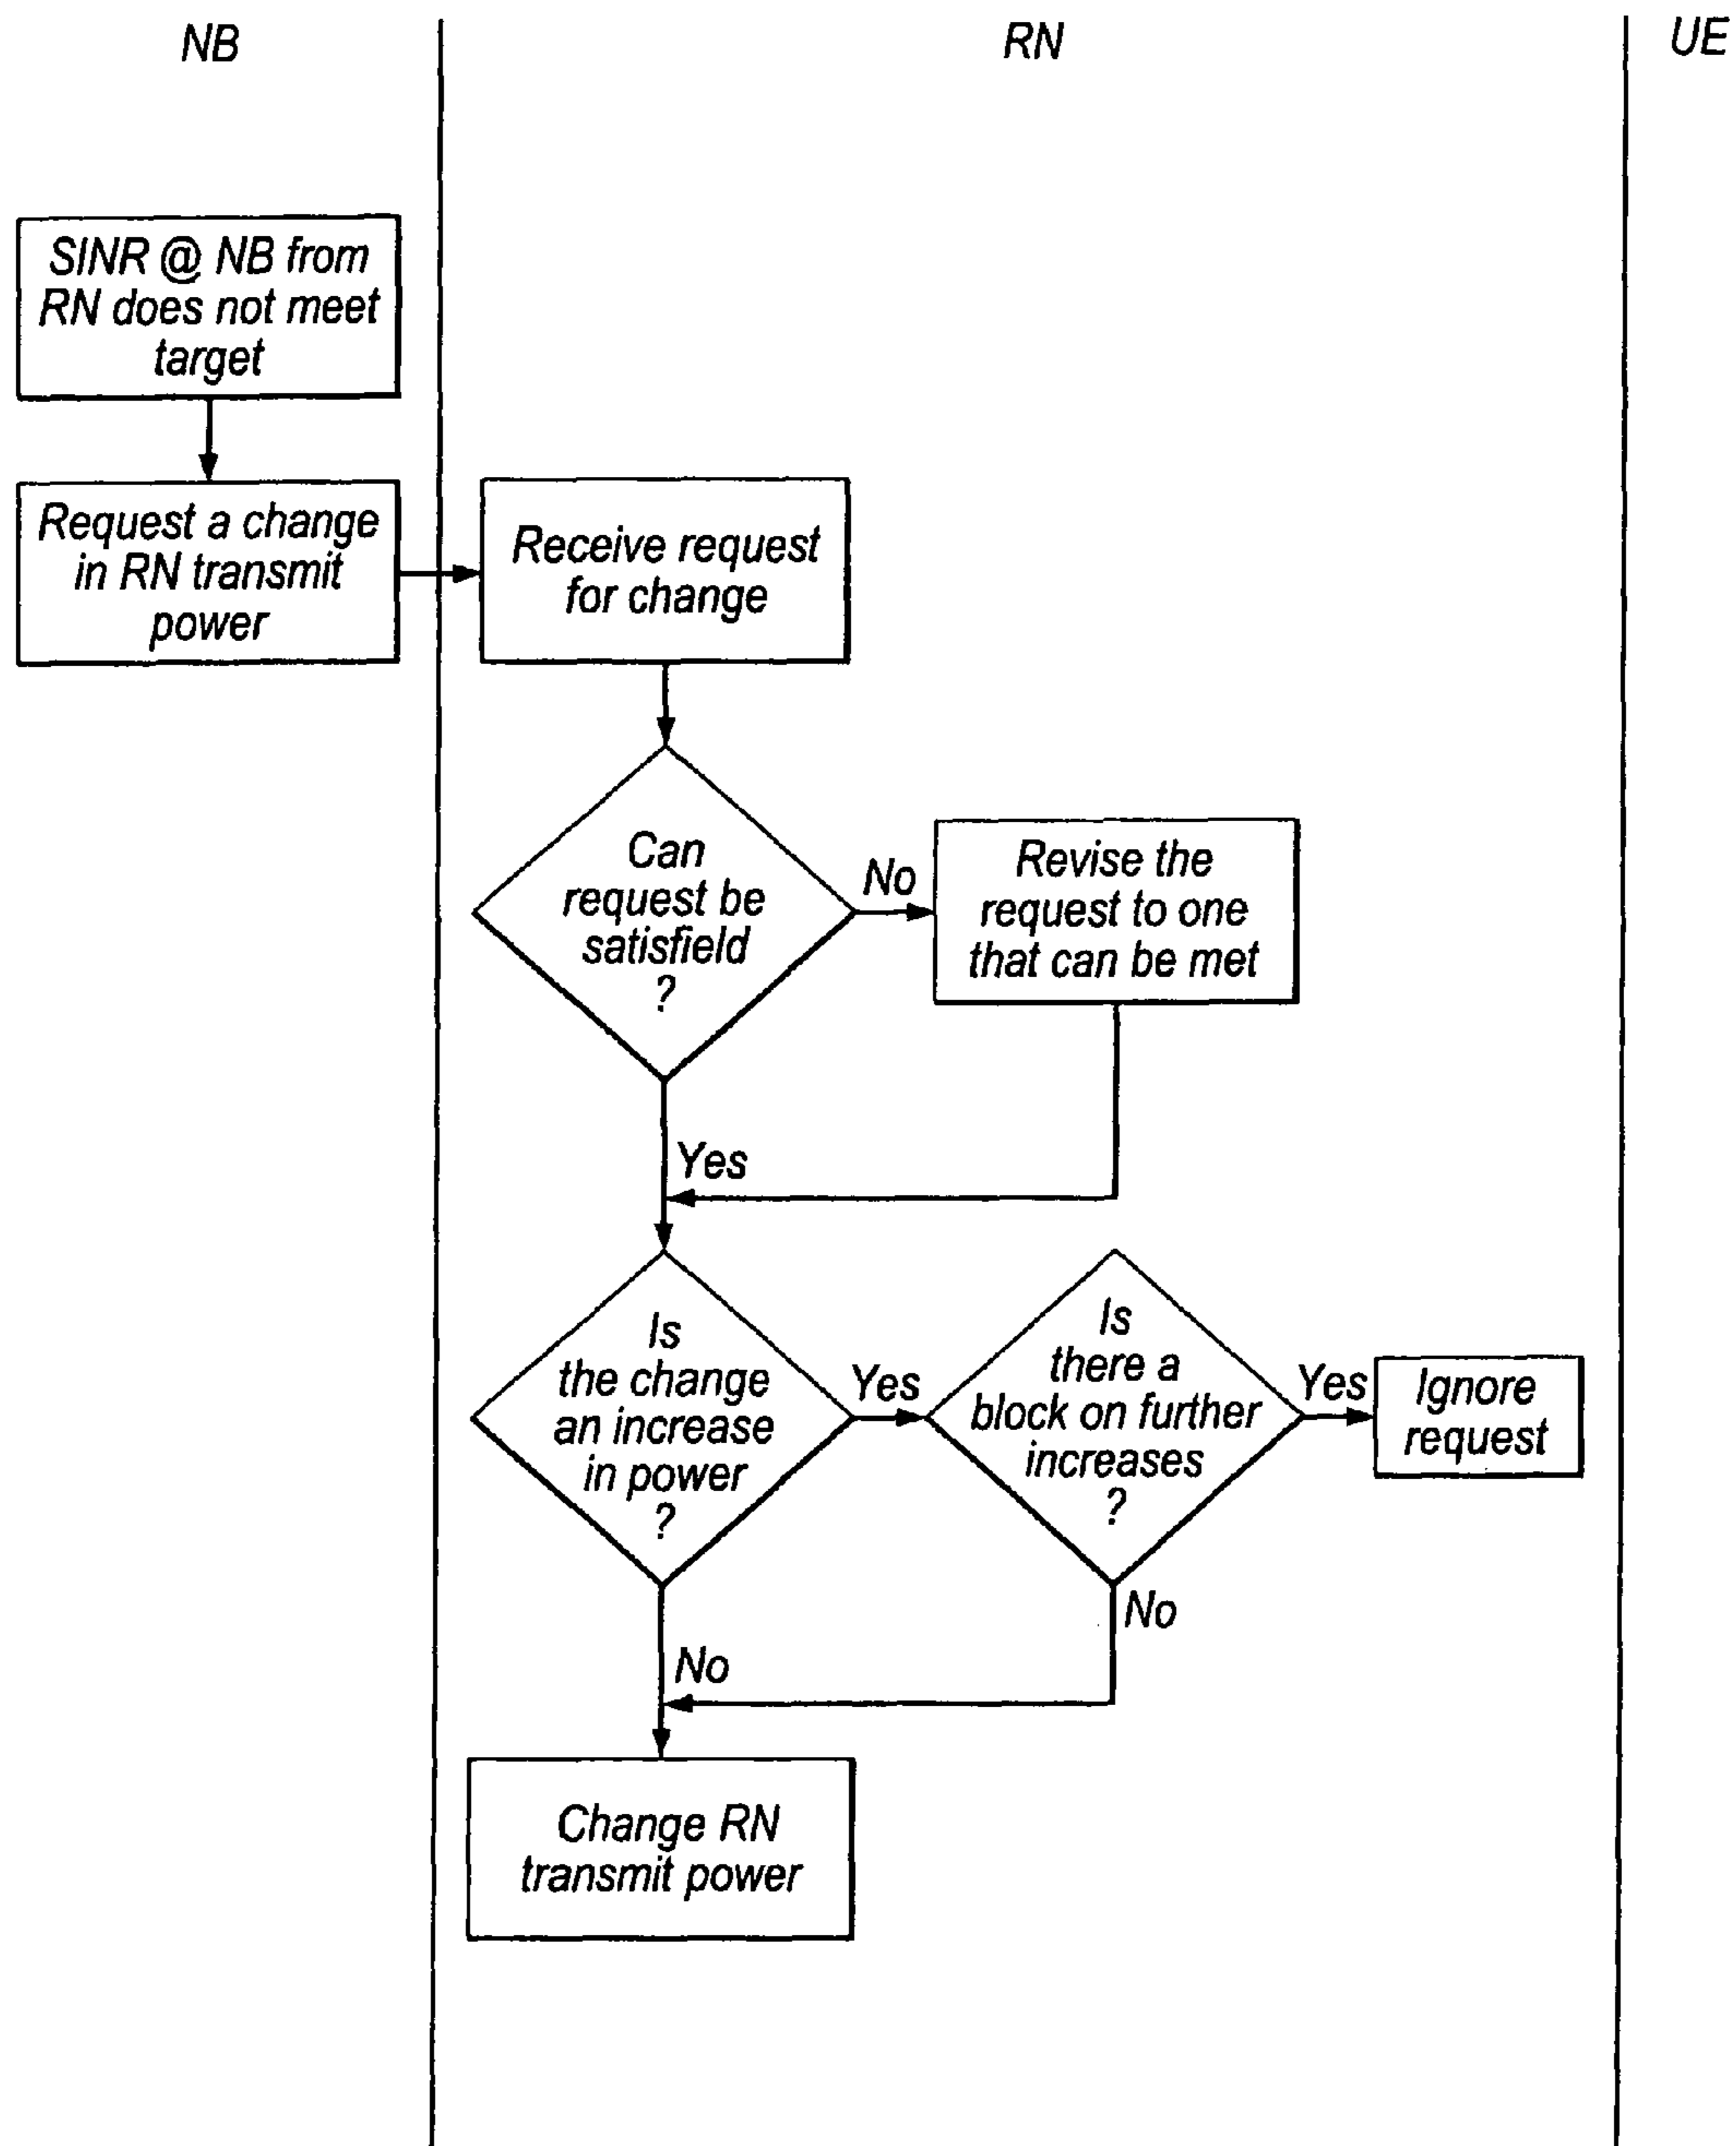 NB
RN
UE
SINR @ NB from
RN does not meet
target
Request a change
in RN transmit
power
Receive request
for change
Can
request be
satisfield
?
No
Revise the
request to one
that can be met
Yes
Is
the change
an increase
in power
?
Yes
Is
there a
block on further
increases
?
Yes
Ignore
request
No
No
Change RN
transmit power